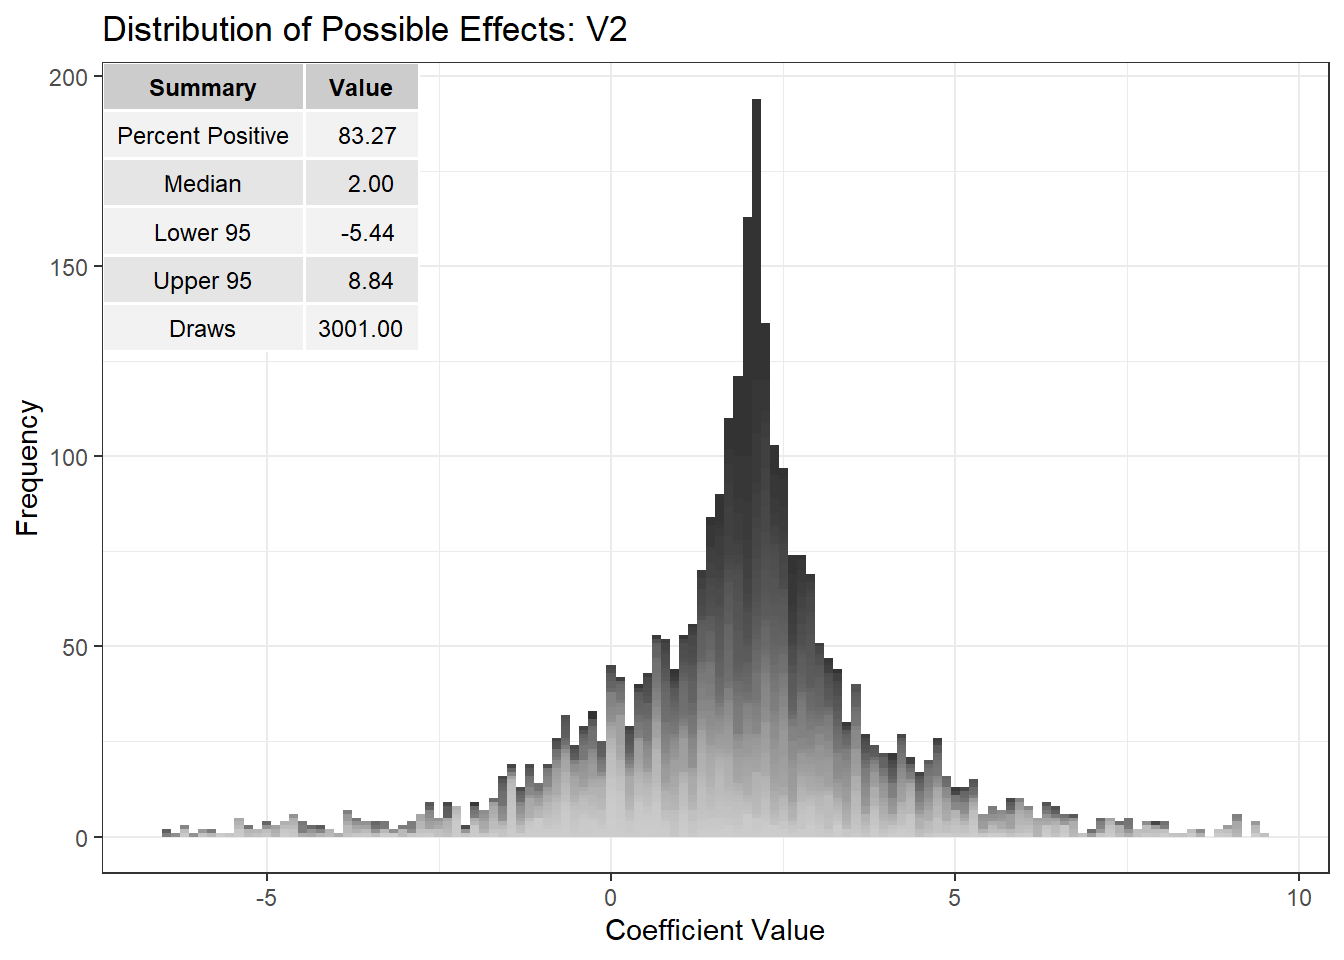 Distribution of Possible Effects: V2
Summary Value
Percent Positive 83.27
Median 2.00
Lower 95 -5.44
Upper 95 8.84
Draws 3001.00
200
150
100
50
0
Frequency
-5 0 5 10
Coefficient Value